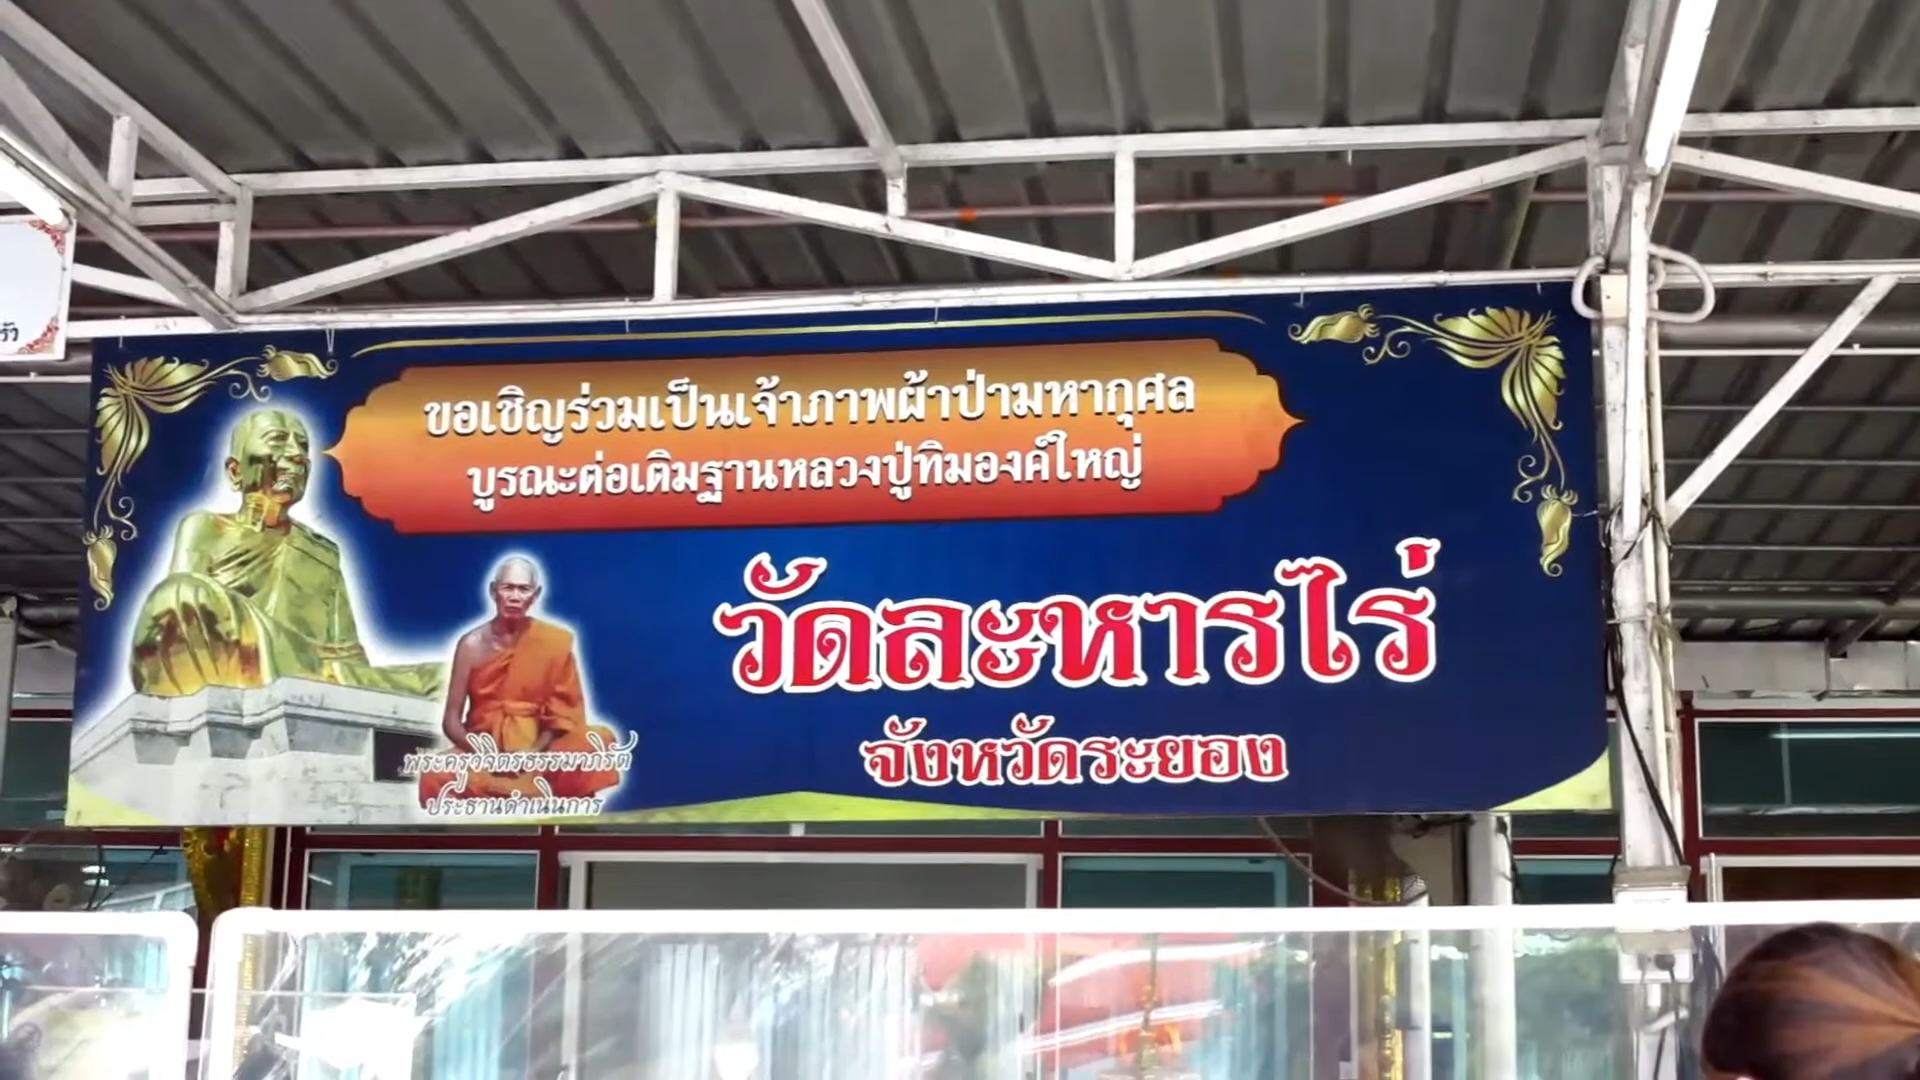 ขอเชิญร่วมเป็นเจ้าภาพผ้าป่ามหากุศล
บูรณะต่อเติมฐานหลวงปู่ทิมองค์ใหญ่
วัดละหารไร่
จังหวัดระยอง
พระครูวิจิตรธรรมาภิรัต
ประธานดำเนินการ